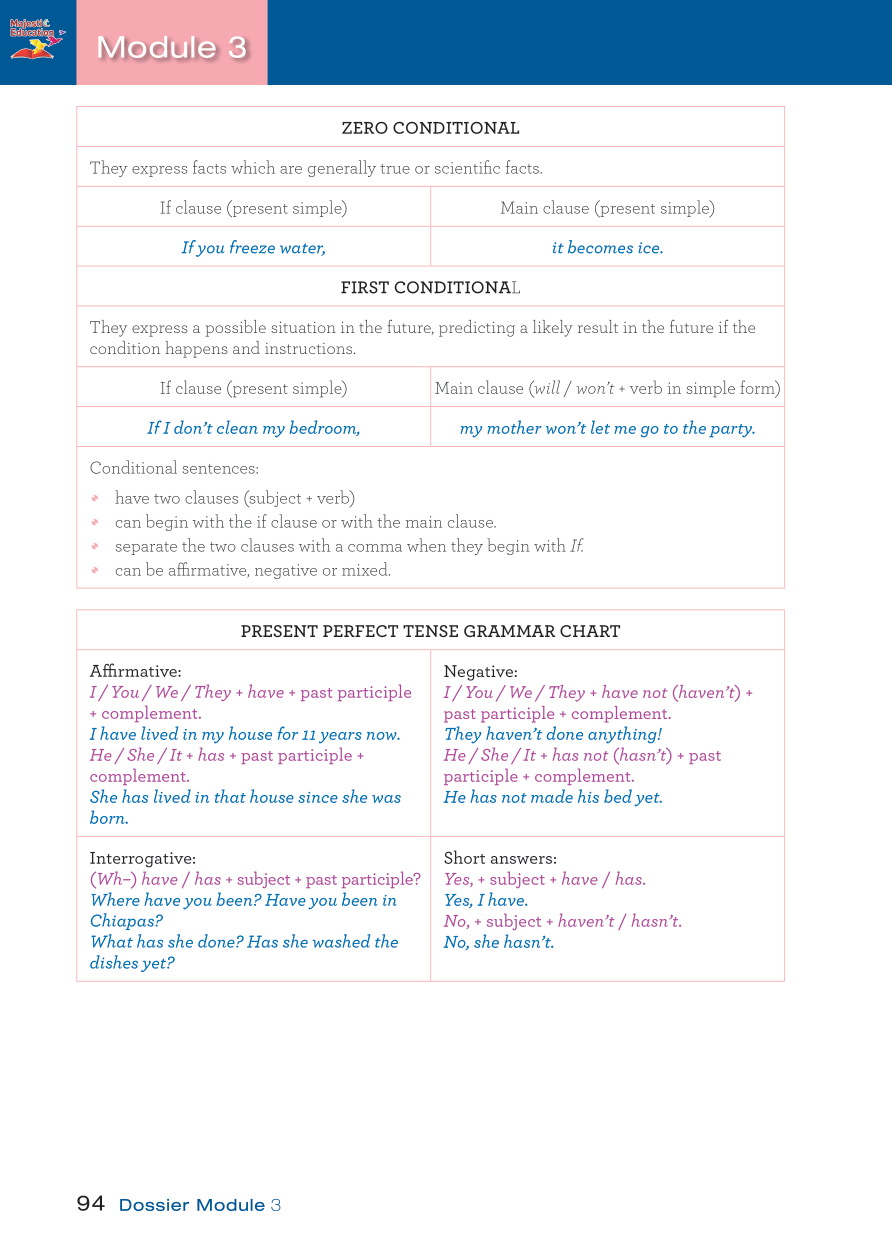 Majestic
Education
Module 3
ZERO CONDITIONAL
They express facts which are generally true or scientific facts.
If clause (present simple)
Main clause (present simple)
If you freeze water,
it becomes ice.
FIRST CONDITIONAL
They express a possible situation in the future, predicting a likely result in the future if the
condition happens and instructions.
If clause (present simple)
Main clause (will / won't + verb in simple form)
If I don't clean my bedroom,
my mother won't let me go to the party.
Conditional sentences:
have two clauses (subject + verb)
can begin with the if clause or with the main clause.
separate the two clauses with a comma when they begin with If.
can be affirmative, negative or mixed.
PRESENT PERFECT TENSE GRAMMAR CHART
Affirmative:
I / You / We / They + have + past participle
+ complement.
I have lived in my house for 11 years now.
He / She / It + has + past participle +
complement.
She has lived in that house since she was
born.
Negative:
I / You / We / They + have not (haven't) +
past participle + complement.
They haven't done anything!
He / She / It + has not (hasn't) + past
participle + complement.
He has not made his bed yet.
Interrogative:
(Wh–) have / has + subject + past participle?
Where have you been? Have you been in
Chiapas?
What has she done? Has she washed the
dishes yet?
Short answers:
Yes, + subject + have / has.
Yes, I have.
No, + subject + haven't / hasn't.
No, she hasn't.
94 Dossier Module 3